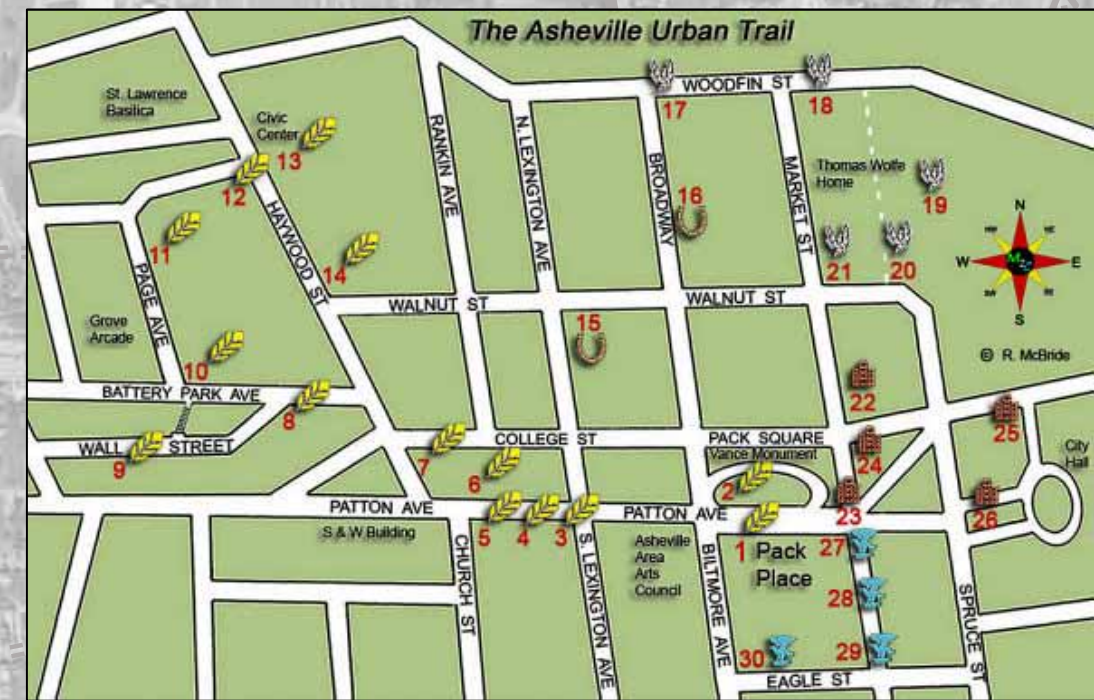 The Asheville Urban Trail
St. Lawrence
Basilica
Civic
Center
13
12
11
14
17
WOODFIN ST
18
RANKIN AVE
N. LEXINGTON AVE
BROADWAY
MARKET ST
16
Thomas Wolfe
Home
19
21
20
N
W
E
S
© R. McBride
HAYWOOD ST
PAGE AVE
Grove
Arcade
10
WALNUT ST
WALNUT ST
15
BATTERY PARK AVE
8
WALL STREET
9
7
COLLEGE ST
PACK SQUARE
Vance Monument
6
2
22
24
25
City
Hall
PATTON AVE
5
4
3
PATTON AVE
23
26
S & W Building
CHURCH ST
S. LEXINGTON AVE
Asheville
Area
Arts
Council
BILTMORE AVE
1
Pack
Place
27
28
29
30
SPRUCE ST
EAGLE ST